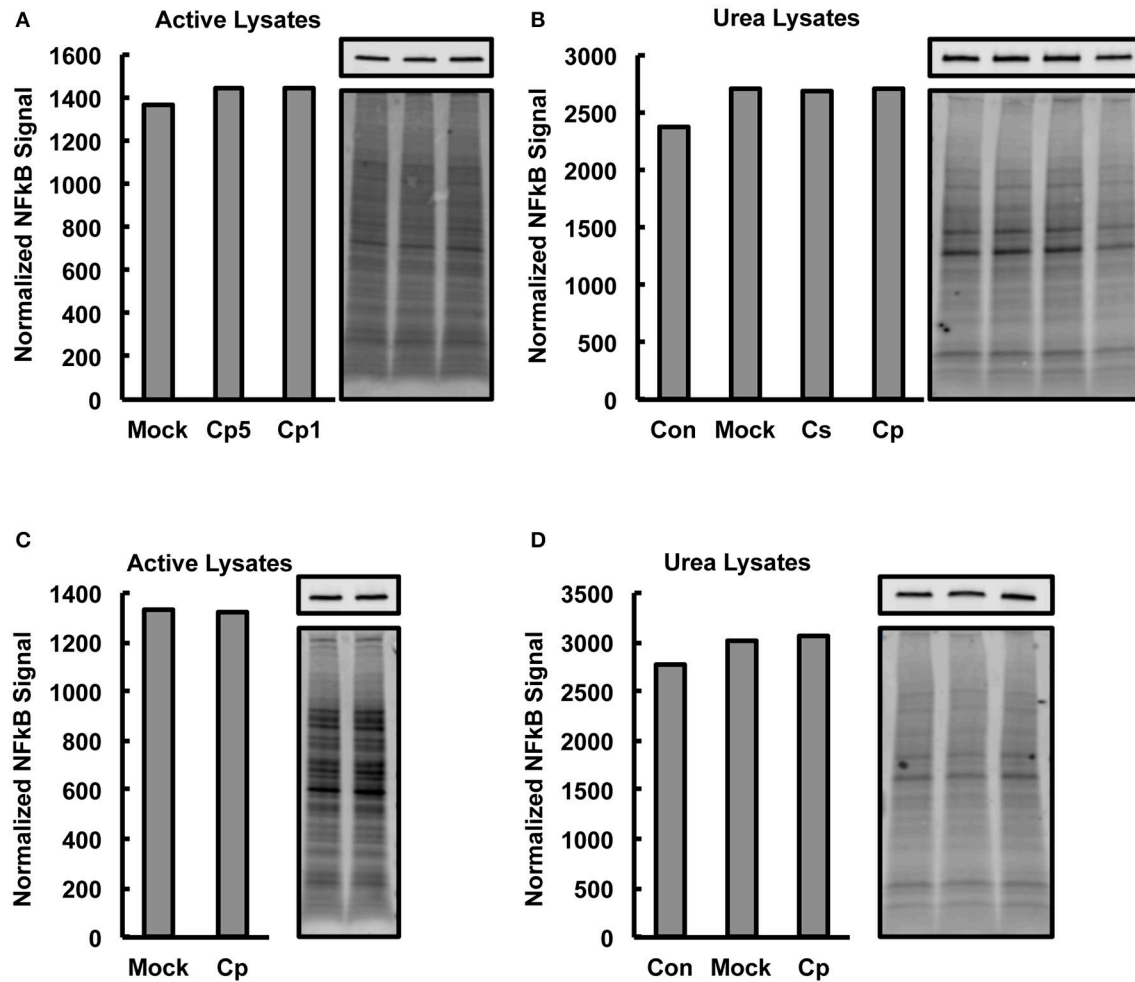 A
Active Lysates
Normalized NFkB Signal
1600
1400
1200
1000
800
600
400
200
0
Mock Cp5 Cp1
B
Urea Lysates
Normalized NFkB Signal
3000
2500
2000
1500
1000
500
0
Con Mock Cs Cp
C
Active Lysates
Normalized NFkB Signal
1400
1200
1000
800
600
400
200
0
Mock Cp
D
Urea Lysates
Normalized NFkB Signal
3500
3000
2500
2000
1500
1000
500
0
Con Mock Cp